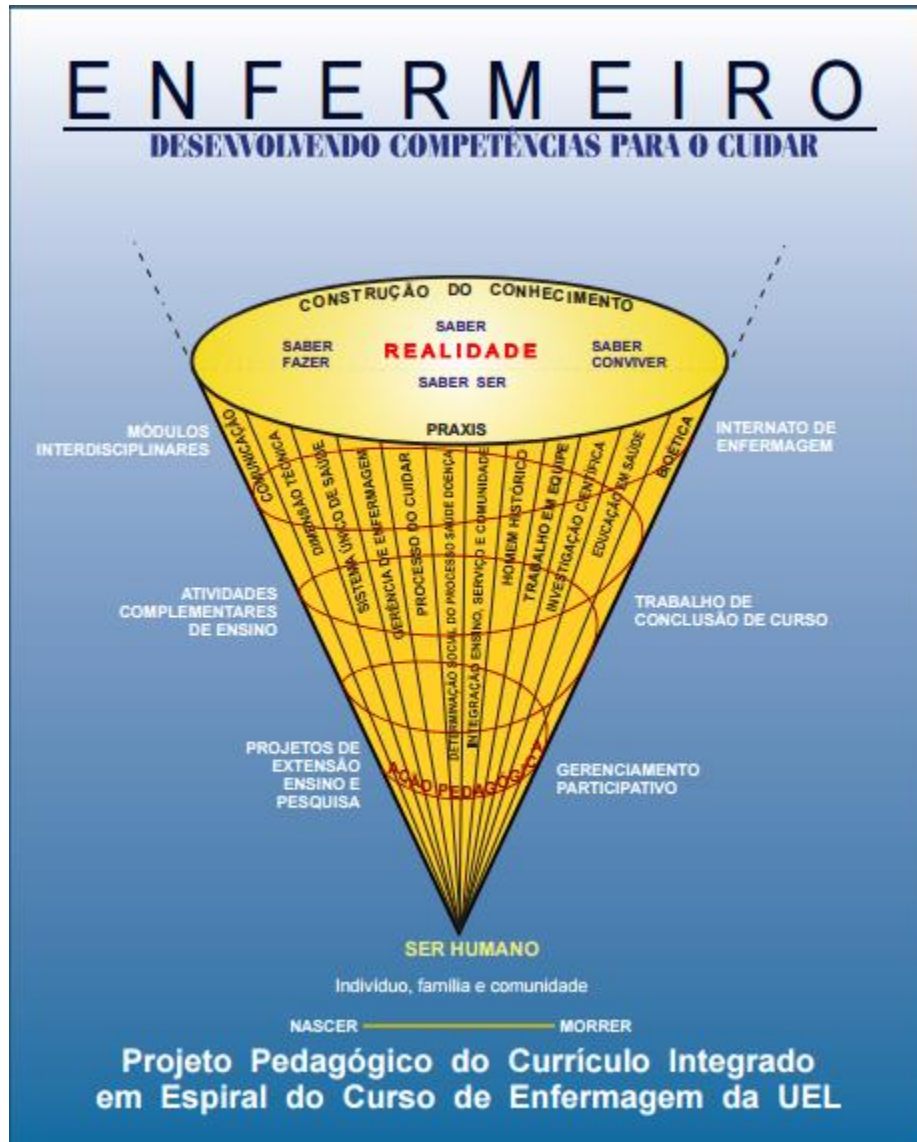 ENFERMEIRO
DESENVOLVENDO COMPETÊNCIAS PARA O CUIDAR
CONSTRUÇÃO DO CONHECIMENTO
SABER
SABER
FAZER
REALIDADE
SABER
CONVIVER
SABER SER
PRAXIS
MÓDULOS
INTERDISCIPLINARES
INTERNATO DE
ENFERMAGEM
COMUNICAÇÃO
DIMENSÃO TÉCNICA
SISTEMA ÚNICO DE SAÚDE
GERÊNCIA DE ENFERMAGEM
PROCESSO DO CUIDAR
DETERMINAÇÃO SOCIAL DO PROCESSO SAÚDE DOENÇA
INTEGRAÇÃO ENSINO, SERVIÇO E COMUNIDADE
HOMEM HISTÓRICO
TRABALHO EM EQUIPE
INVESTIGAÇÃO CIENTÍFICA
EDUCAÇÃO EM SAÚDE
BIOÉTICA
ATIVIDADES
COMPLEMENTARES
DE ENSINO
TRABALHO DE
CONCLUSÃO DE CURSO
PROJETOS DE
EXTENSÃO
ENSINO E
PESQUISA
AÇÃO PEDAGÓGICA
GERENCIAMENTO
PARTICIPATIVO
SER HUMANO
Indivíduo, família e comunidade
NASCER MORRER
Projeto Pedagógico do Currículo Integrado
em Espiral do Curso de Enfermagem da UEL